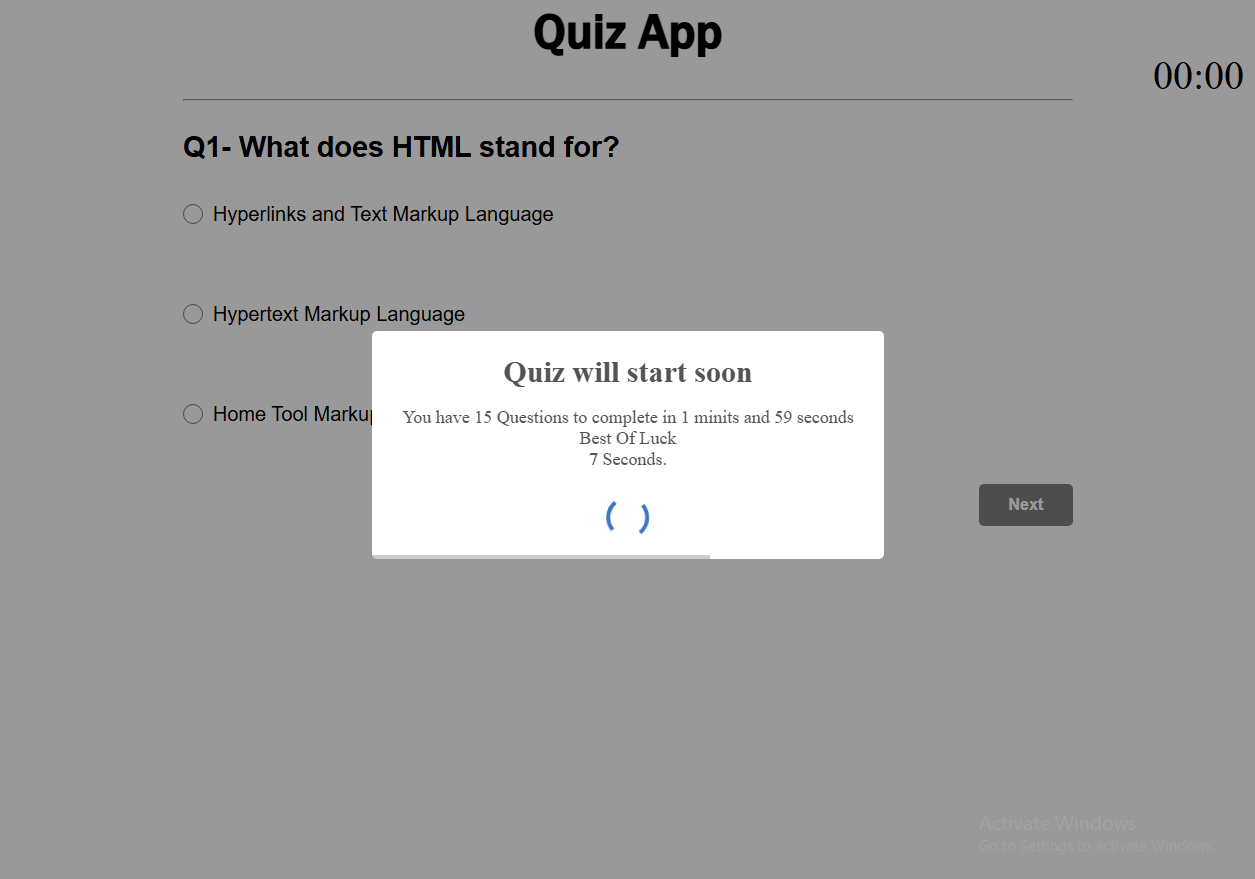 Quiz App
00:00
Q1- What does HTML stand for?
Hyperlinks and Text Markup Language
Hypertext Markup Language
Home Tool Markup
Quiz will start soon
You have 15 Questions to complete in 1 minits and 59 seconds
Best Of Luck
7 Seconds.
Next
Activate Windows
Go to Settings to activate Windows.